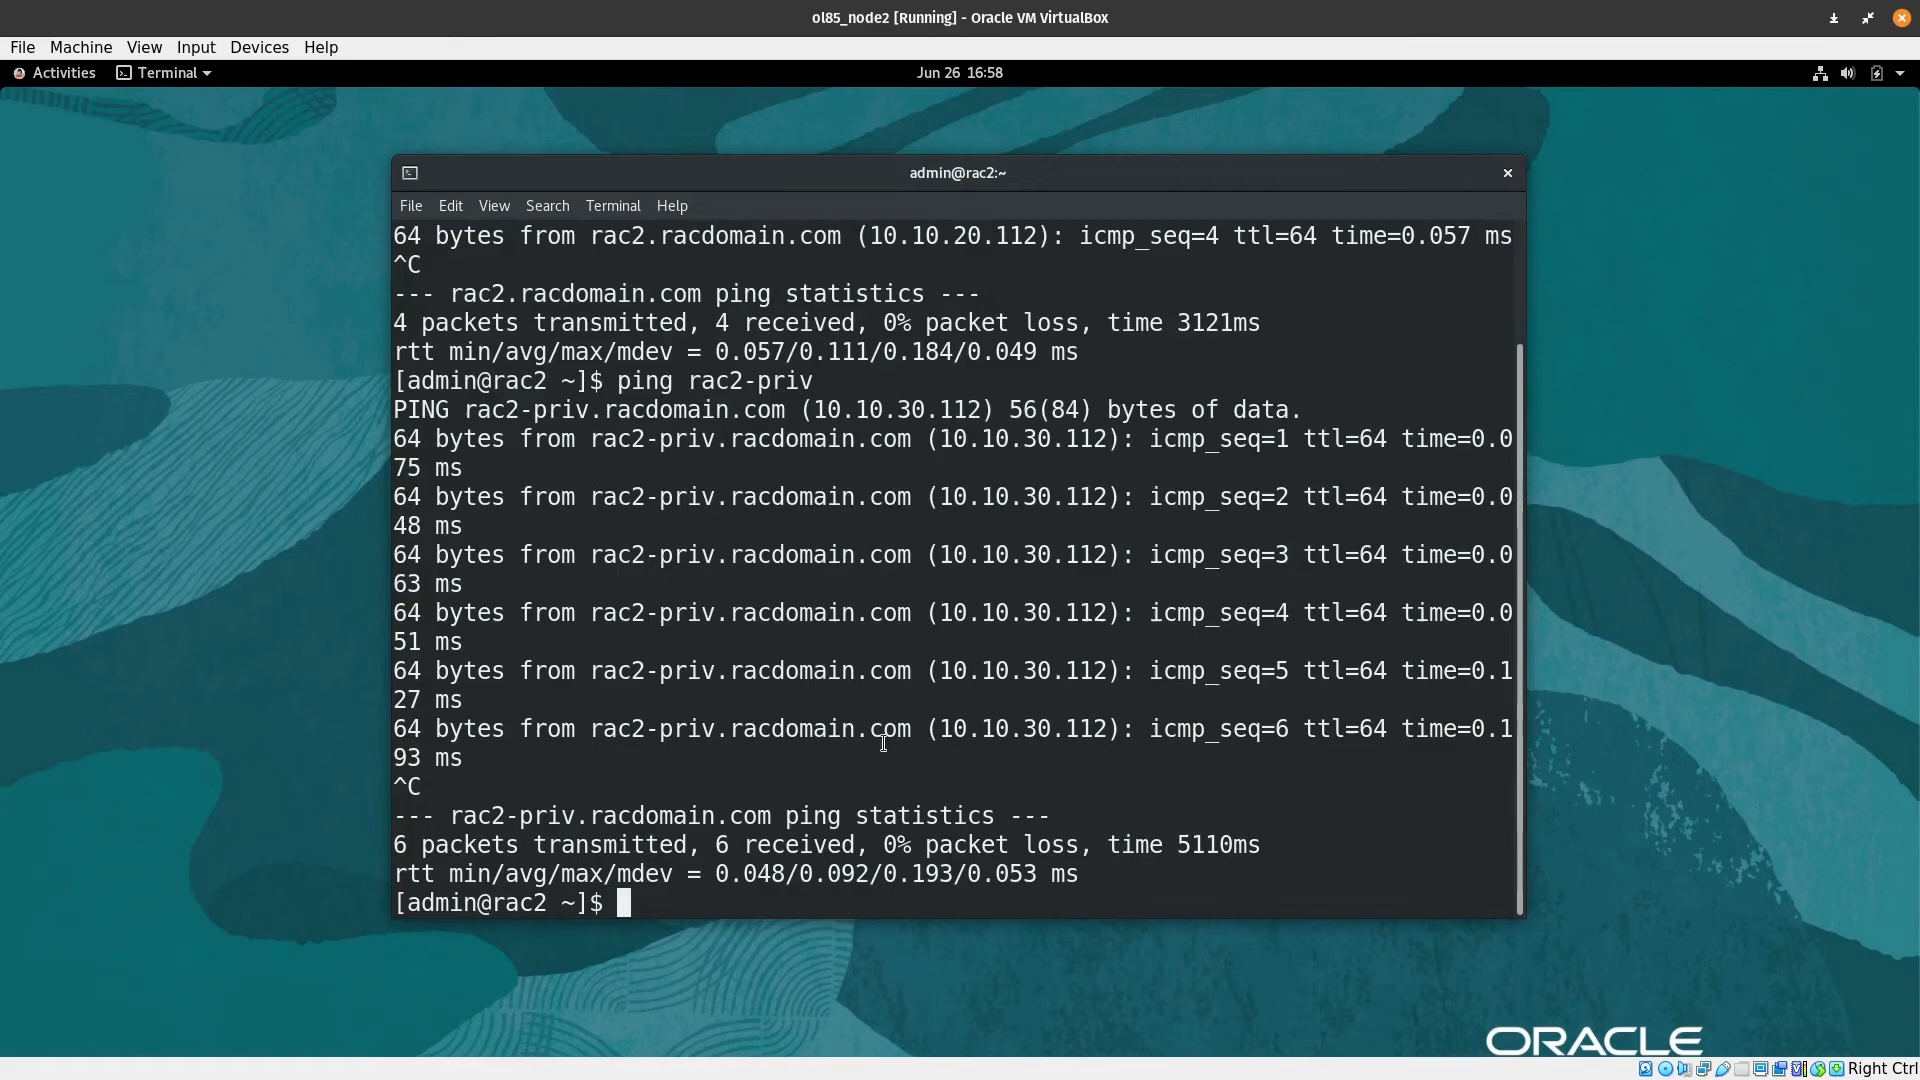 ol85_node2 [Running] - Oracle VM VirtualBox
File Machine View Input Devices Help
Activities Terminal Jun 26 16:58
admin@rac2:~
File Edit View Search Terminal Help
64 bytes from rac2.racdomain.com (10.10.20.112): icmp_seq=4 ttl=64 time=0.057 ms
^C
--- rac2.racdomain.com ping statistics ---
4 packets transmitted, 4 received, 0% packet loss, time 3121ms
rtt min/avg/max/mdev = 0.057/0.111/0.184/0.049 ms
[admin@rac2 ~]$ ping rac2-priv
PING rac2-priv.racdomain.com (10.10.30.112) 56(84) bytes of data.
64 bytes from rac2-priv.racdomain.com (10.10.30.112): icmp_seq=1 ttl=64 time=0.0
75 ms
64 bytes from rac2-priv.racdomain.com (10.10.30.112): icmp_seq=2 ttl=64 time=0.0
48 ms
64 bytes from rac2-priv.racdomain.com (10.10.30.112): icmp_seq=3 ttl=64 time=0.0
63 ms
64 bytes from rac2-priv.racdomain.com (10.10.30.112): icmp_seq=4 ttl=64 time=0.0
51 ms
64 bytes from rac2-priv.racdomain.com (10.10.30.112): icmp_seq=5 ttl=64 time=0.1
27 ms
64 bytes from rac2-priv.racdomain.com (10.10.30.112): icmp_seq=6 ttl=64 time=0.1
93 ms
^C
--- rac2-priv.racdomain.com ping statistics ---
6 packets transmitted, 6 received, 0% packet loss, time 5110ms
rtt min/avg/max/mdev = 0.048/0.092/0.193/0.053 ms
[admin@rac2 ~]$
ORACLE
Right Ctrl